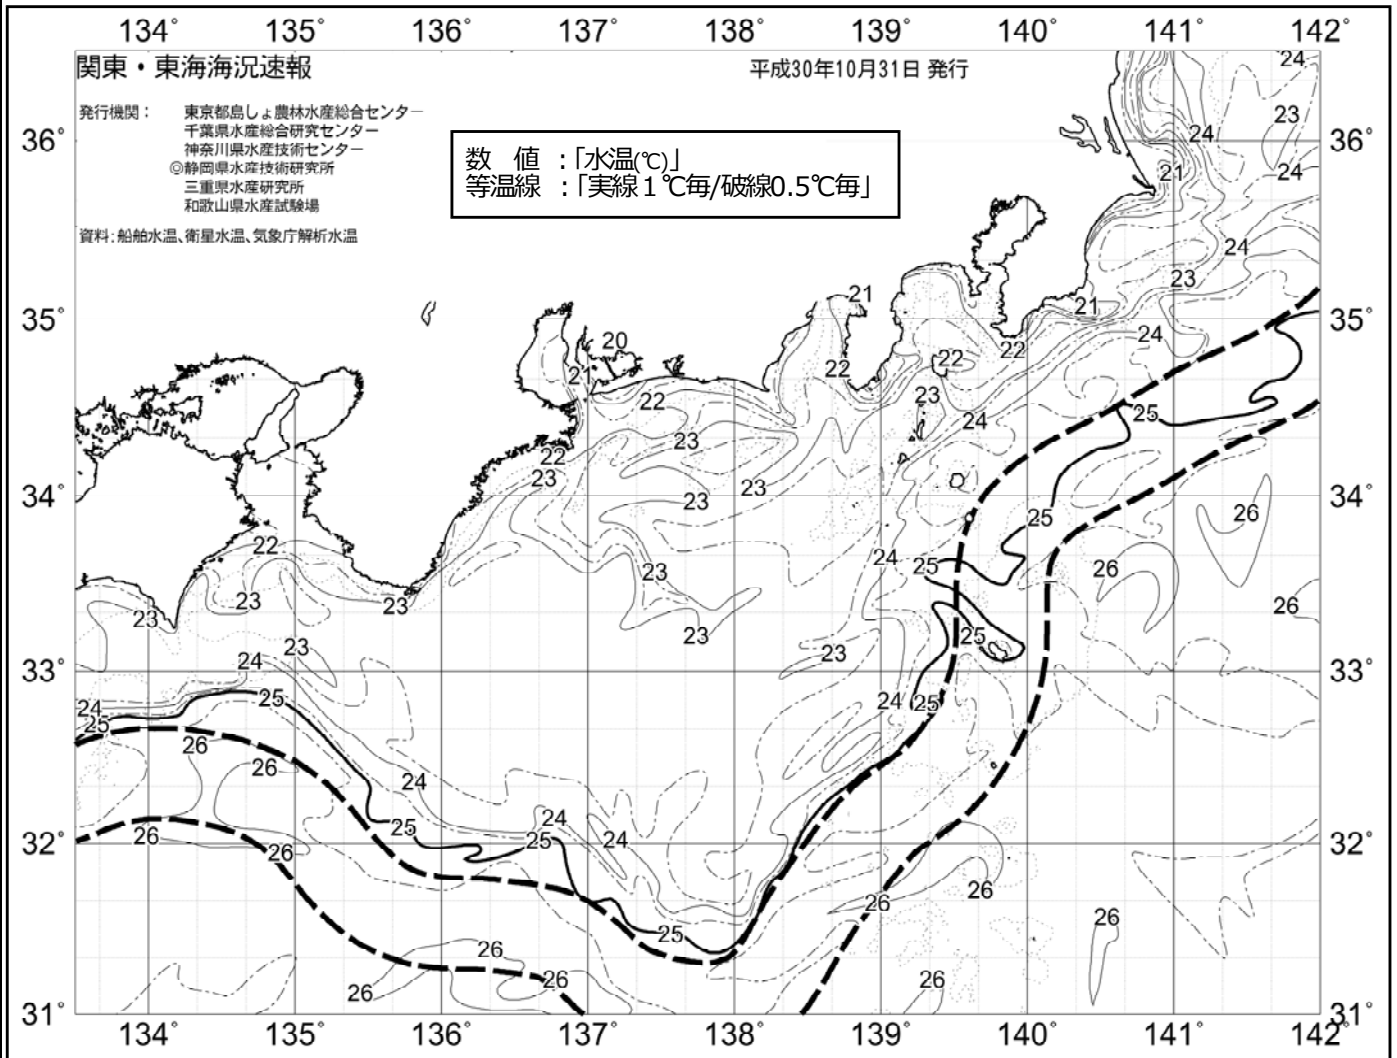 134° 135° 136° 137° 138° 139° 140° 141° 142°
関東・東海海況速報
平成30年10月31日 発行
発行機関： 東京都島しょ農林水産総合センター
千葉県水産総合研究センター
神奈川県水産技術センター
◎静岡県水産技術研究所
三重県水産研究所
和歌山県水産試験場
資料：船舶水温、衛星水温、気象庁解析水温
数 値 ：「水温(℃)」
等温線 ：「実線１℃毎/破線0.5℃毎」
24
23
36° 24 36°
21 24
24
23
21
35° 21 35°
20 24
22 22
22
21
22 23
25
23 24
22
23
34° 23 23 34°
26
25
22
24 25
23 26
23 23 26
23
23 25
23
24 23
33° 33°
24 25 24 25
25
26
26
24
24
25 24
32° 26 25 32°
26
26
26
26
25
26
26 26
26
31° 31°
134° 135° 136° 137° 138° 139° 140° 141° 142°